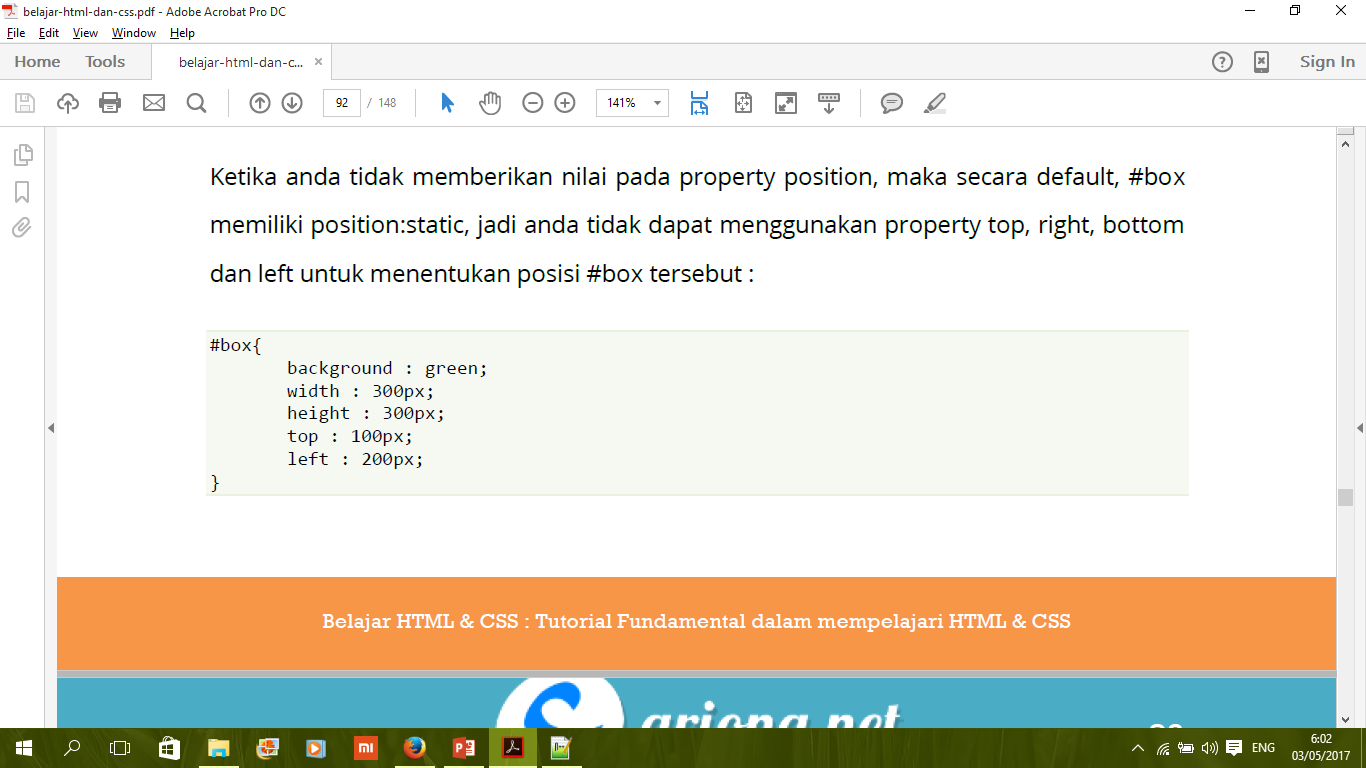 belajar-html-dan-css.pdf - Adobe Acrobat Pro DC
File Edit View Window Help
Home Tools belajar-html-dan-c... × Sign In
92 / 148 141%
Ketika anda tidak memberikan nilai pada property position, maka secara default, #box
memiliki position:static, jadi anda tidak dapat menggunakan property top, right, bottom
dan left untuk menentukan posisi #box tersebut :
#box{
background : green;
width : 300px;
height : 300px;
top : 100px;
left : 200px;
}
Belajar HTML & CSS : Tutorial Fundamental dalam mempelajari HTML & CSS
ariona.net
ENG
6:02
03/05/2017